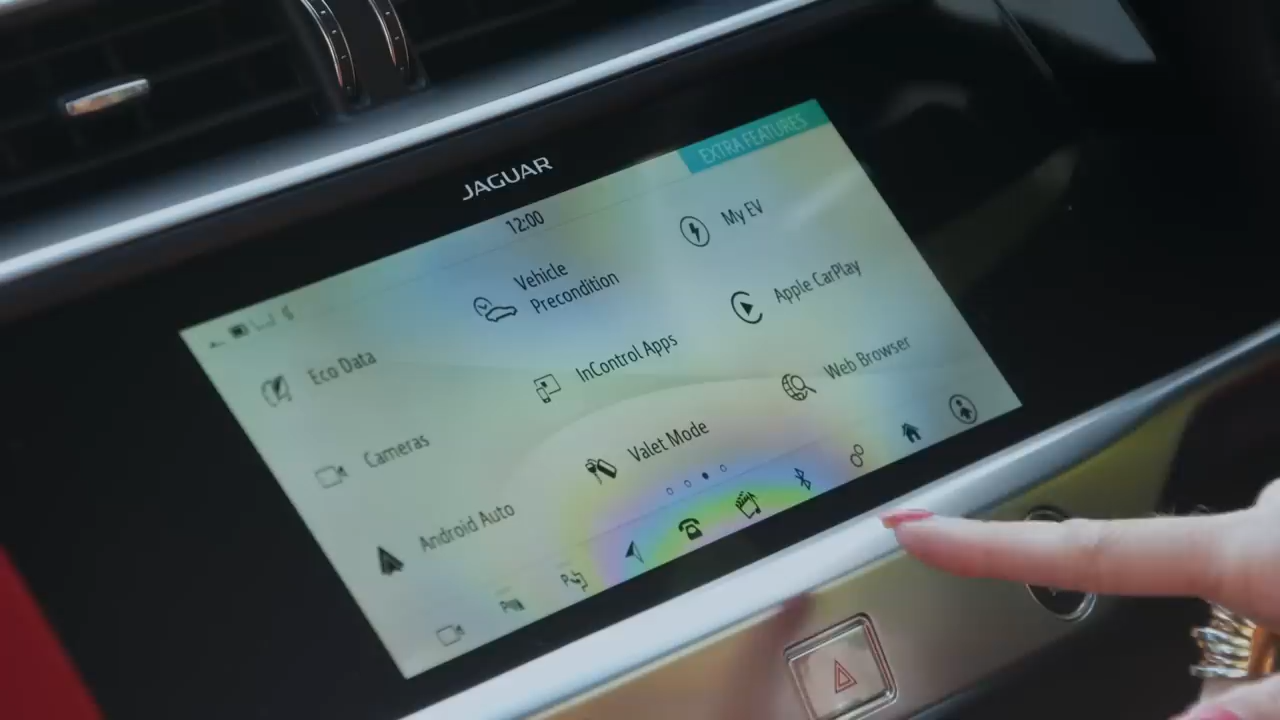 JAGUAR
EXTRA FEATURES
12:00
Eco Data
Vehicle
Precondition
My EV
Cameras
InControl Apps
Apple CarPlay
Android Auto
Valet Mode
Web Browser